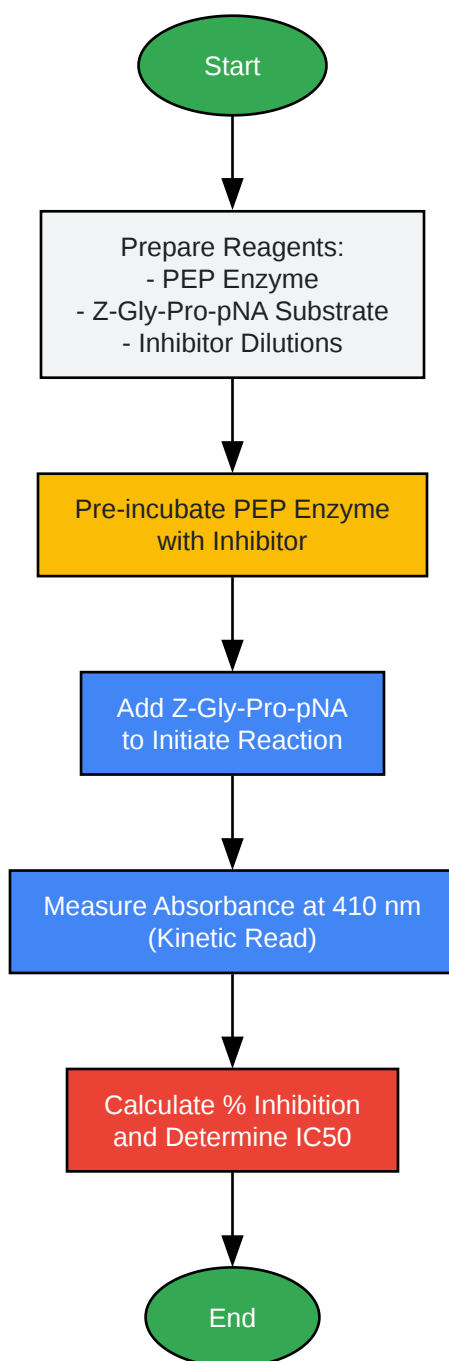 Start
Prepare Reagents:
- PEP Enzyme
- Z-Gly-Pro-pNA Substrate
- Inhibitor Dilutions
Pre-incubate PEP Enzyme
with Inhibitor
Add Z-Gly-Pro-pNA
to Initiate Reaction
Measure Absorbance at 410 nm
(Kinetic Read)
Calculate % Inhibition
and Determine IC50
End